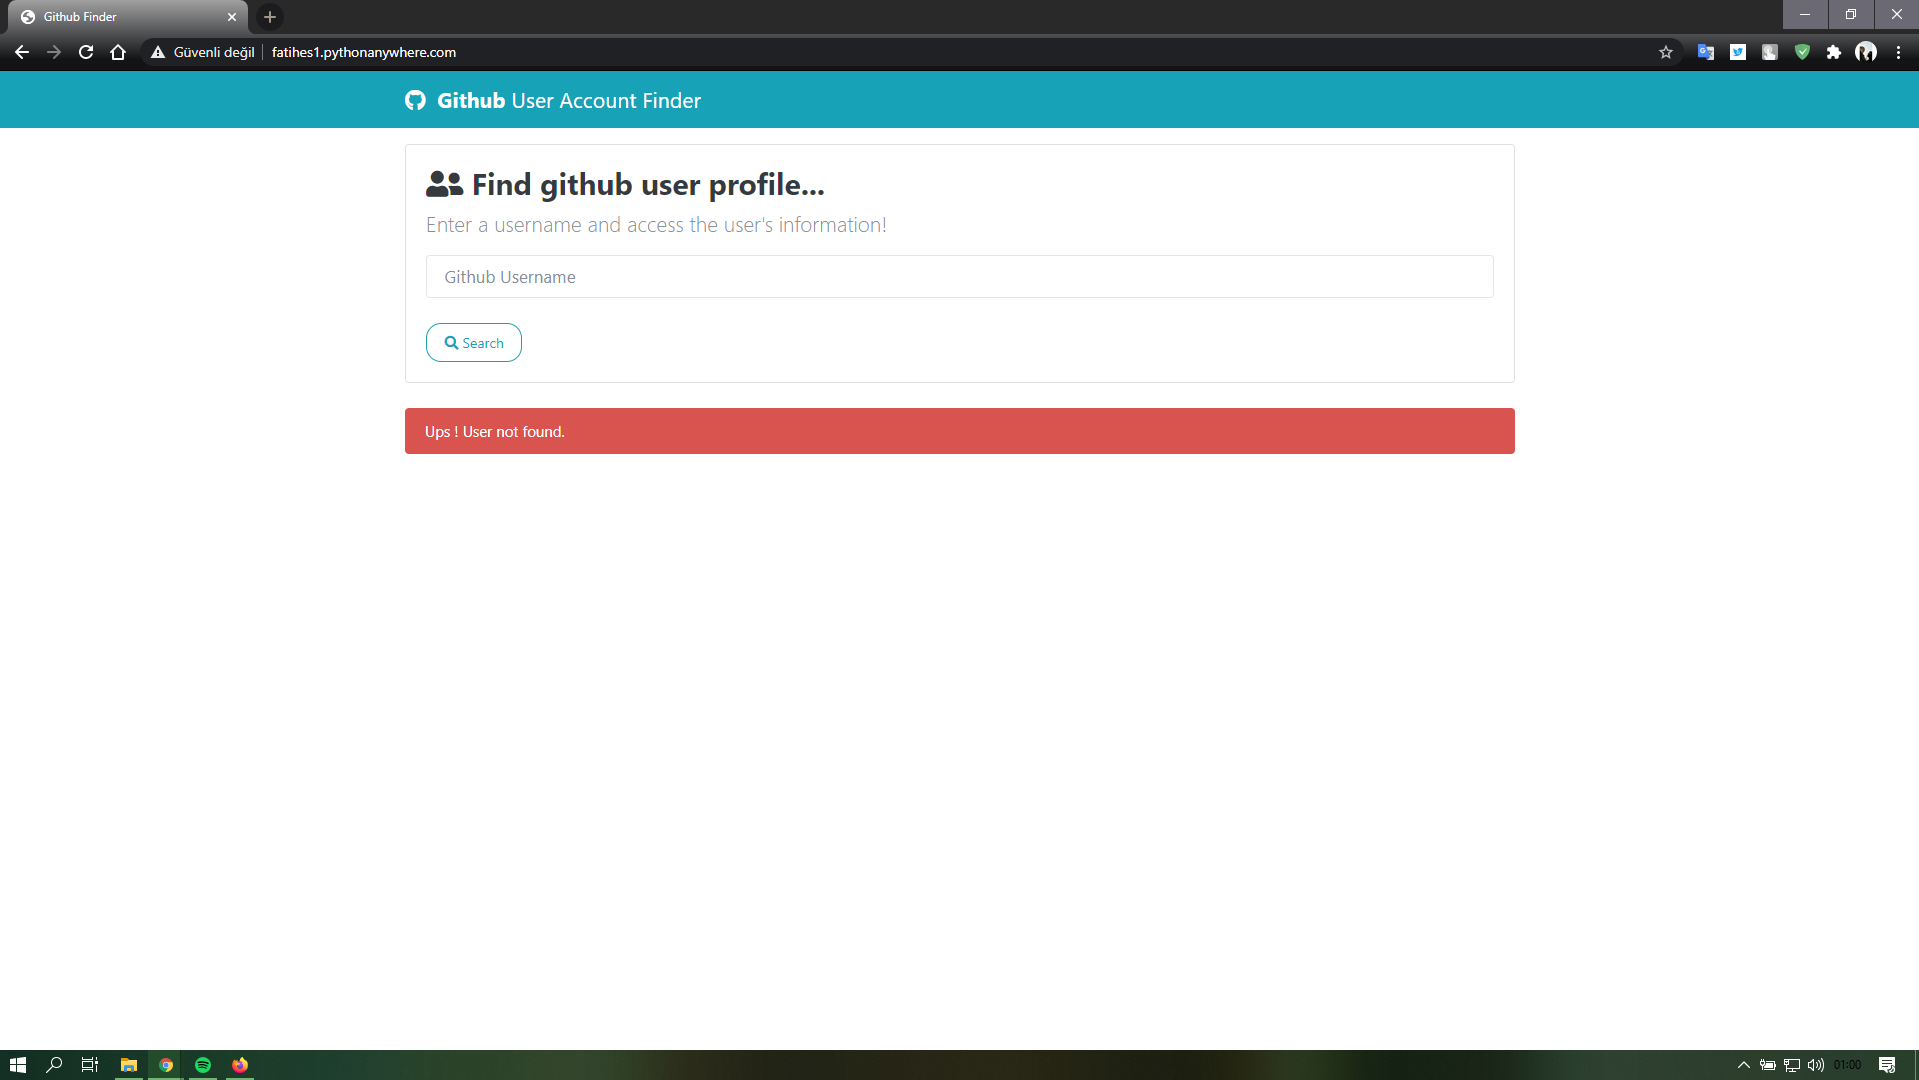 Github Finder
Güvenli değil
fatihes1.pythonanywhere.com
Github User Account Finder
Find github user profile...
Enter a username and access the user's information!
Github Username
Search
Ups ! User not found.
01:00